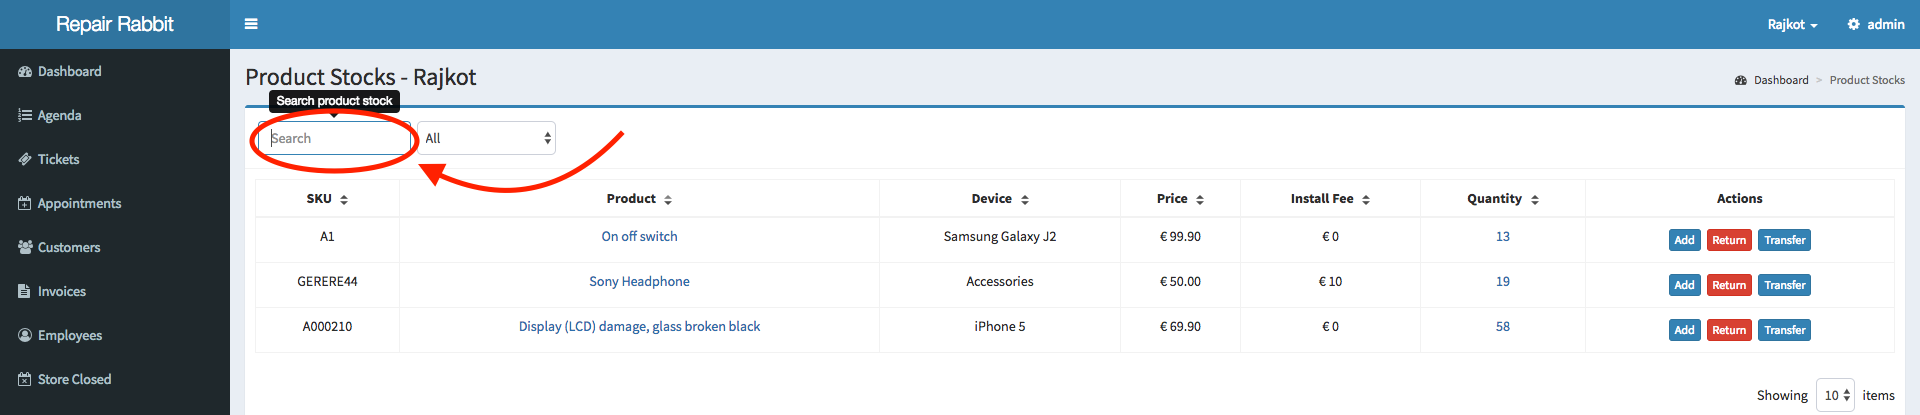 Repair Rabbit
Rajkot
admin
Dashboard
Agenda
Tickets
Appointments
Customers
Invoices
Employees
Store Closed
Product Stocks - Rajkot
Dashboard > Product Stocks
Search product stock
Search
All
SKU Product Device Price Install Fee Quantity Actions
A1 On off switch Samsung Galaxy J2 € 99.90 € 0 13 Add Return Transfer
GERERE44 Sony Headphone Accessories € 50.00 € 10 19 Add Return Transfer
A000210 Display (LCD) damage, glass broken black iPhone 5 € 69.90 € 0 58 Add Return Transfer
Showing 10 items